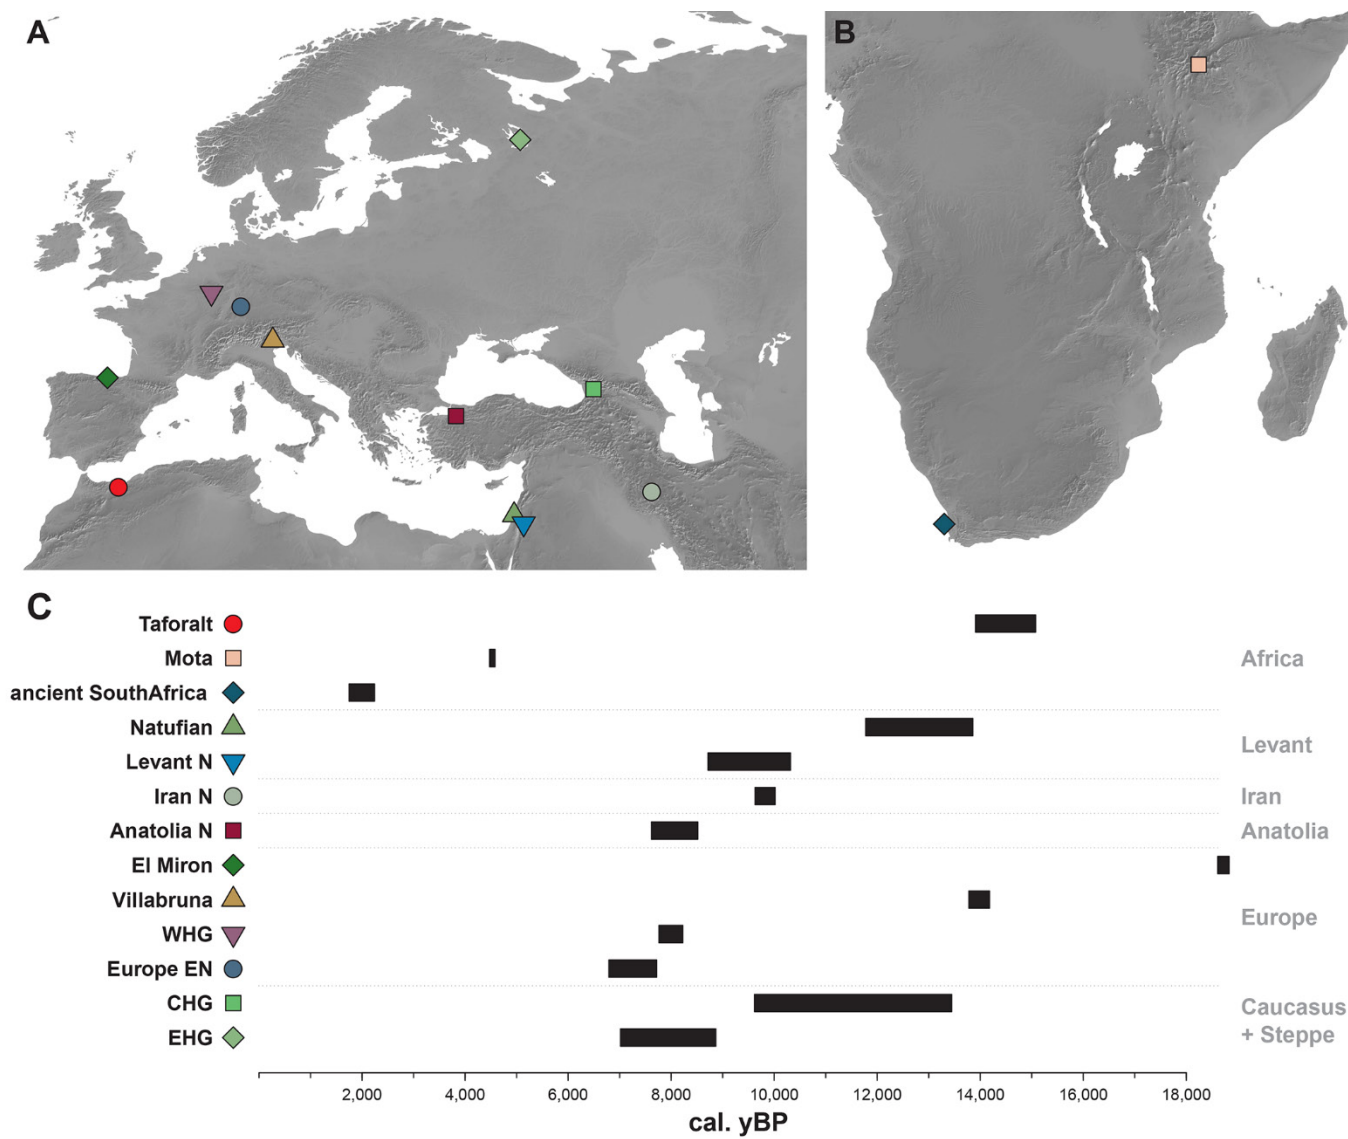 A
B
C
Taforalt
Mota
Africa
ancient SouthAfrica
Natufian
Levant
Levant N
Iran N
Iran
Anatolia N
Anatolia
El Miron
Villabruna
Europe
WHG
Europe EN
CHG
Caucasus
+ Steppe
EHG
2,000 4,000 6,000 8,000 10,000 12,000 14,000 16,000 18,000
cal. yBP